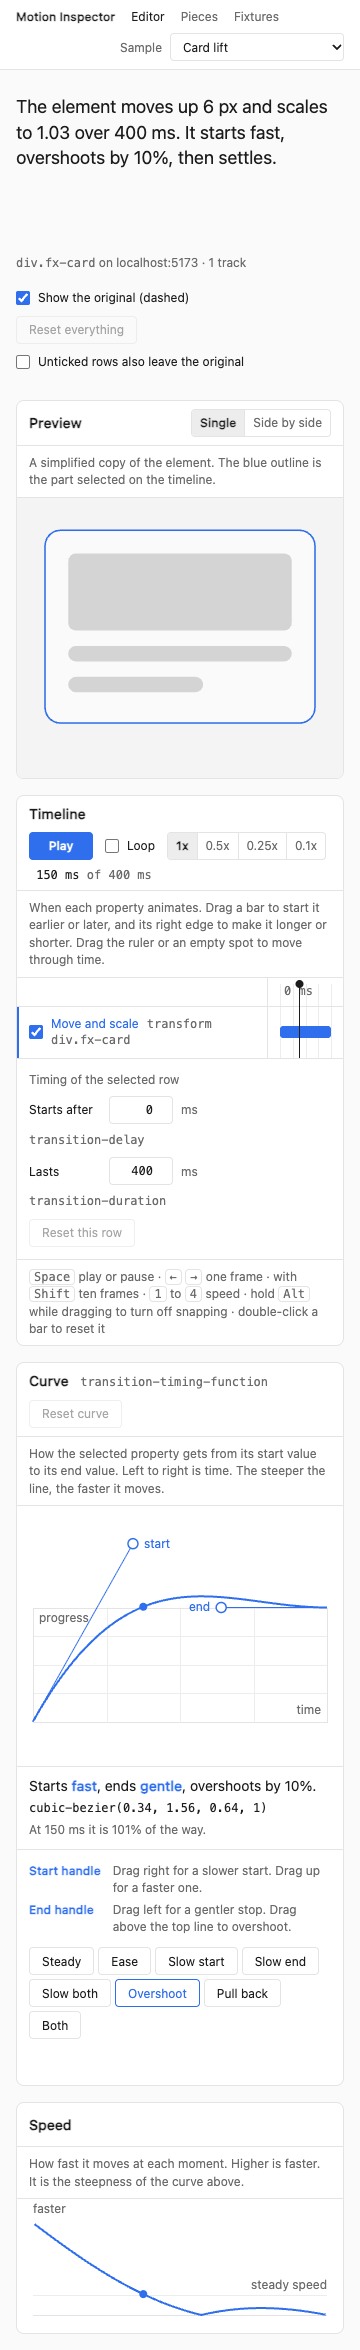 Motion Inspector Editor Pieces Fixtures
Sample Card lift
The element moves up 6 px and scales
to 1.03 over 400 ms. It starts fast,
overshoots by 10%, then settles.
div.fx-card on localhost:5173 · 1 track
Show the original (dashed)
Reset everything
Unticked rows also leave the original
Preview Single Side by side
A simplified copy of the element. The blue outline is
the part selected on the timeline.
Timeline
Play Loop 1x 0.5x 0.25x 0.1x
150 ms of 400 ms
When each property animates. Drag a bar to start it
earlier or later, and its right edge to make it longer or
shorter. Drag the ruler or an empty spot to move
through time.
0 ms
Move and scale transform
div.fx-card
Timing of the selected row
Starts after 0 ms
transition-delay
Lasts 400 ms
transition-duration
Reset this row
Space play or pause · ← → one frame · with
Shift ten frames · 1 to 4 speed · hold Alt
while dragging to turn off snapping · double-click a
bar to reset it
Curve transition-timing-function
Reset curve
How the selected property gets from its start value
to its end value. Left to right is time. The steeper the
line, the faster it moves.
start
end
progress
time
Starts fast, ends gentle, overshoots by 10%.
cubic-bezier(0.34, 1.56, 0.64, 1)
At 150 ms it is 101% of the way.
Start handle Drag right for a slower start. Drag up
for a faster one.
End handle Drag left for a gentler stop. Drag
above the top line to overshoot.
Steady Ease Slow start Slow end
Slow both Overshoot Pull back
Both
Speed
How fast it moves at each moment. Higher is faster.
It is the steepness of the curve above.
faster
steady speed